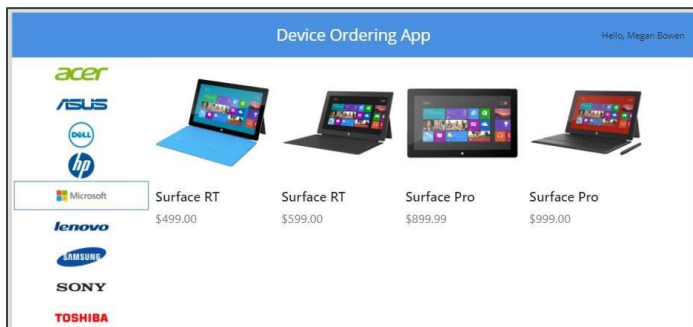 Device Ordering App
Hello, Megan Bowen
acer
ASUS
DELL
hp
Microsoft
lenovo
SAMSUNG
SONY
TOSHIBA
Surface RT
$499.00
Surface RT
$599.00
Surface Pro
$899.99
Surface Pro
$999.00